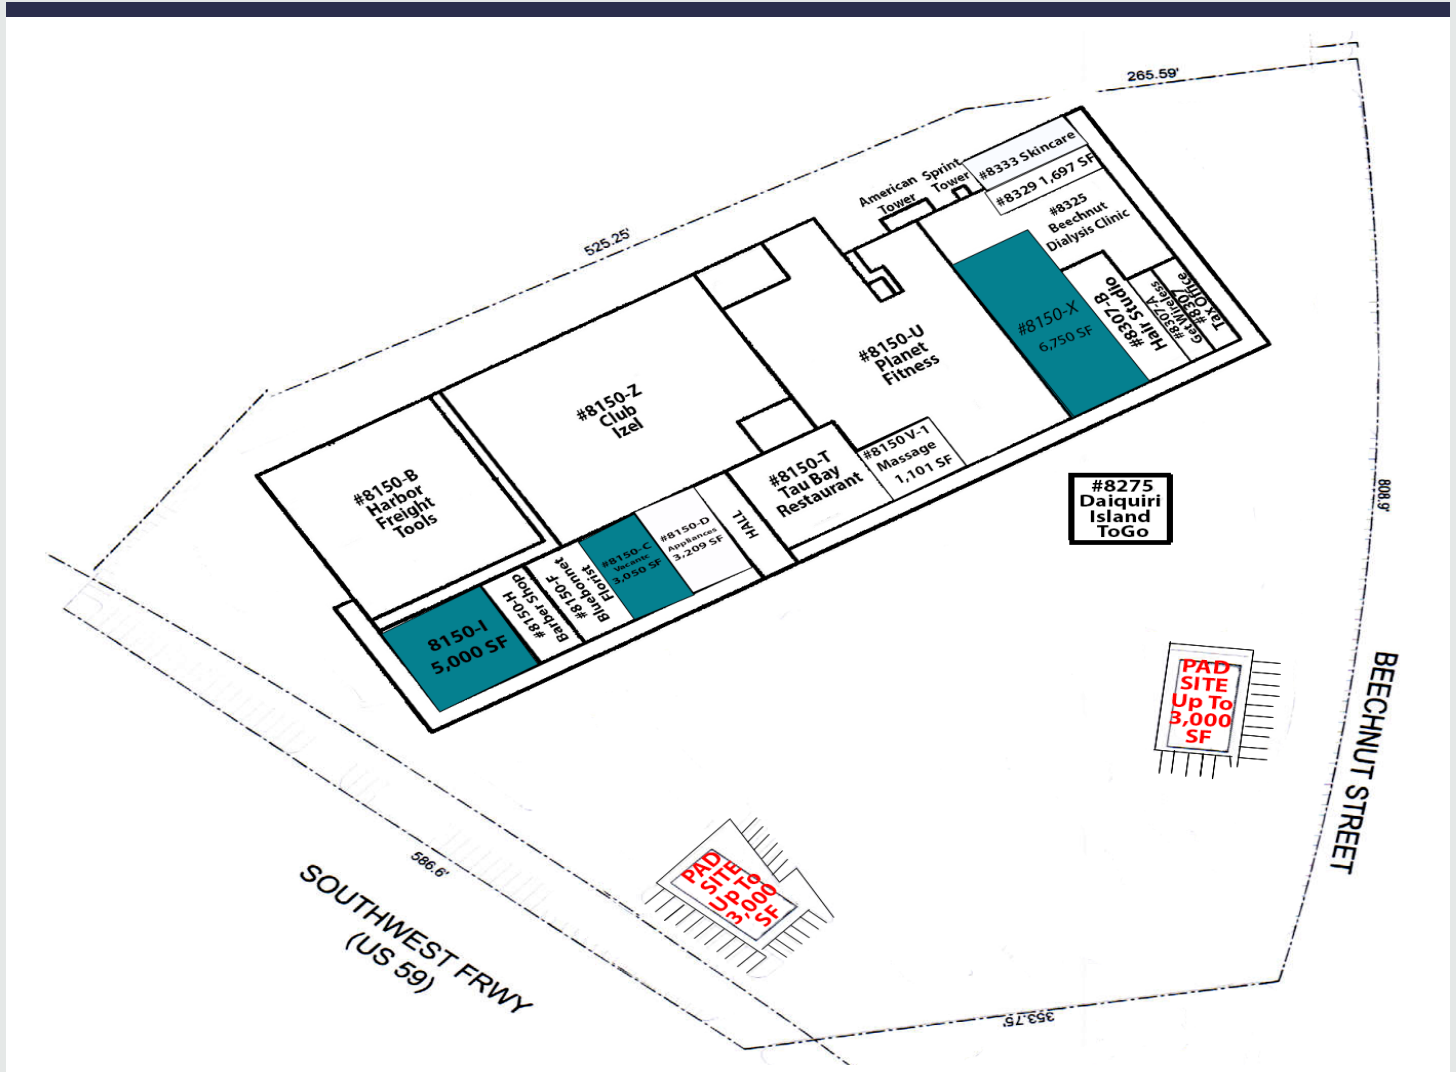 265.59'
525.25'
American
Tower
Sprint
Tower
#8333 Skincare
#8329 1,697 SF
#8325
Beechnut
Dialysis Clinic
#8150-X
6,750 SF
#8307-B
Hair Studio
#8307-A
Get Wireless
#8307
Tax Office
#8150-U
Planet
Fitness
#8150-Z
Club
Izel
#8150-B
Harbor
Freight
Tools
#8150-T
Tau Bay
Restaurant
#8150 V-1
Massage
1,101 SF
HALL
#8150-D
Appliances
3,209 SF
#8150-C
Vacante
3,050 SF
#8150-F
Bluebonnet
Florist
#8150-H
Barber Shop
8150-I
5,000 SF
#8275
Daiquiri
Island
ToGo
808.9'
PAD
SITE
Up To
3,000
SF
BEECHNUT STREET
PAD
SITE
Up To
3,000
SF
586.6'
SOUTHWEST FRWY
(US 59)
353.75'